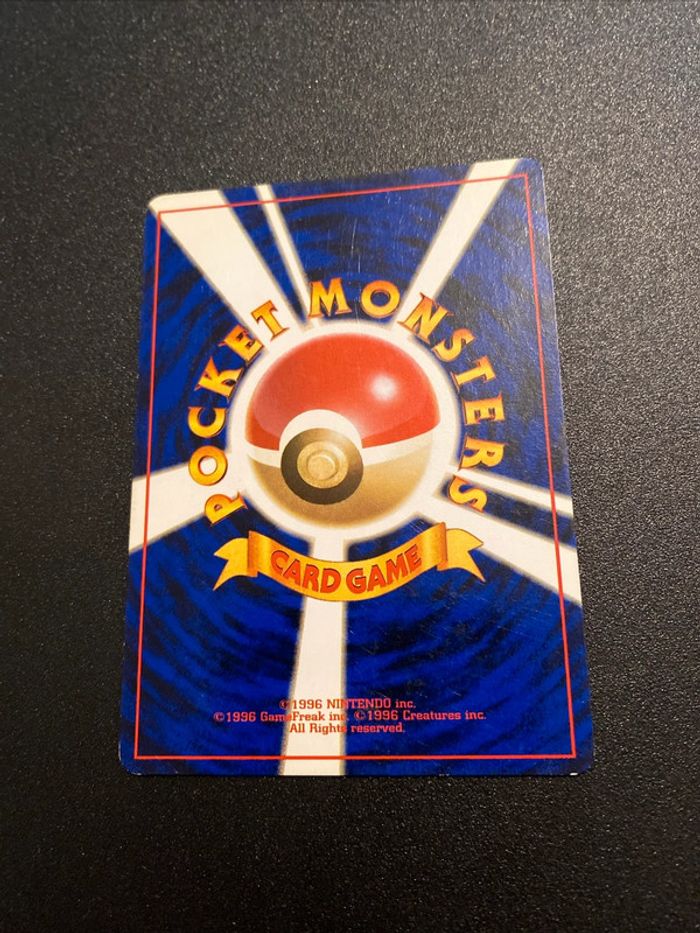 POCKET MONSTERS
CARD GAME
©1996 NINTENDO inc.
©1996 GameFreak inc. ©1996 Creatures inc.
All Rights reserved.